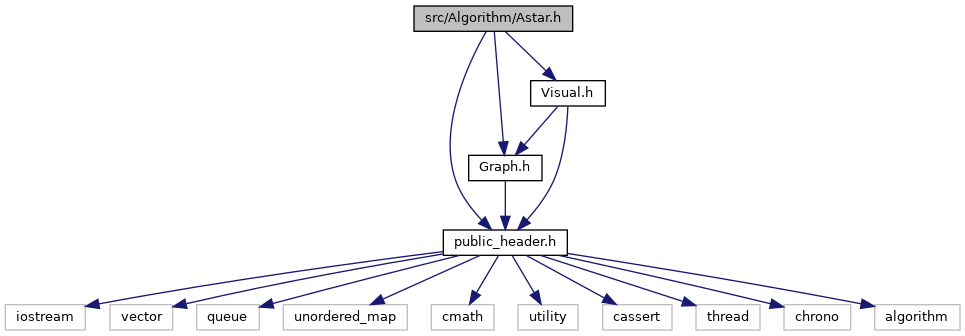 src/Algorithm/Astar.h
Visual.h
Graph.h
public_header.h
iostream
vector
queue
unordered_map
cmath
utility
cassert
thread
chrono
algorithm